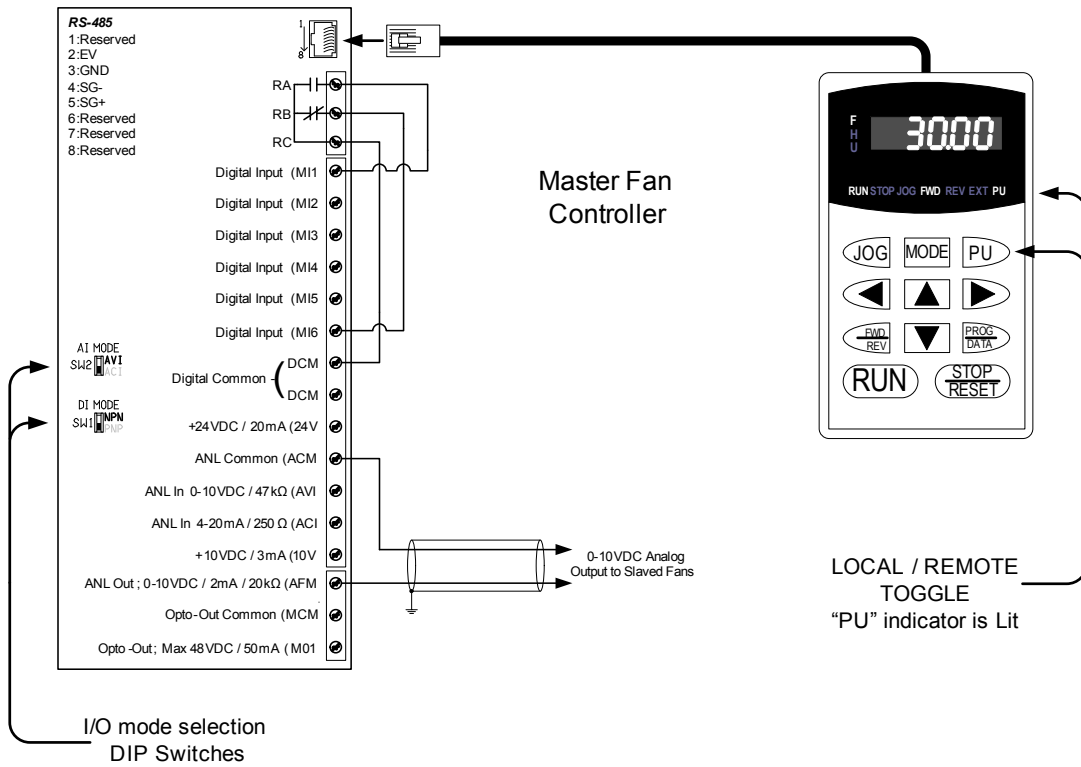 RS-485
1:Reserved
2:EV
3:GND
4:SG-
5:SG+
6:Reserved
7:Reserved
8:Reserved
1
8
RA
RB
RC
Digital Input (MI1
Digital Input (MI2
Digital Input (MI3
Digital Input (MI4
Digital Input (MI5
Digital Input (MI6
Digital Common -(
DCM
DCM
+24VDC / 20mA (24V
ANL Common (ACM
ANL In 0-10VDC / 47kΩ (AVI
ANL In 4-20mA / 250 Ω (ACI
+10VDC / 3mA (10V
ANL Out ; 0-10VDC / 2mA / 20kΩ (AFM
Opto-Out Common (MCM
Opto -Out; Max 48VDC / 50mA (M01
AI MODE
SW2 AVI
ACI
DI MODE
SW1 NPN
PNP
I/O mode selection
DIP Switches
Master Fan
Controller
0-10VDC Analog
Output to Slaved Fans
F
H
U
30.00
RUN STOP JOG FWD REV EXT PU
JOG MODE PU
FWD
REV
PROG
DATA
RUN
STOP
RESET
LOCAL / REMOTE
TOGGLE
“PU” indicator is Lit